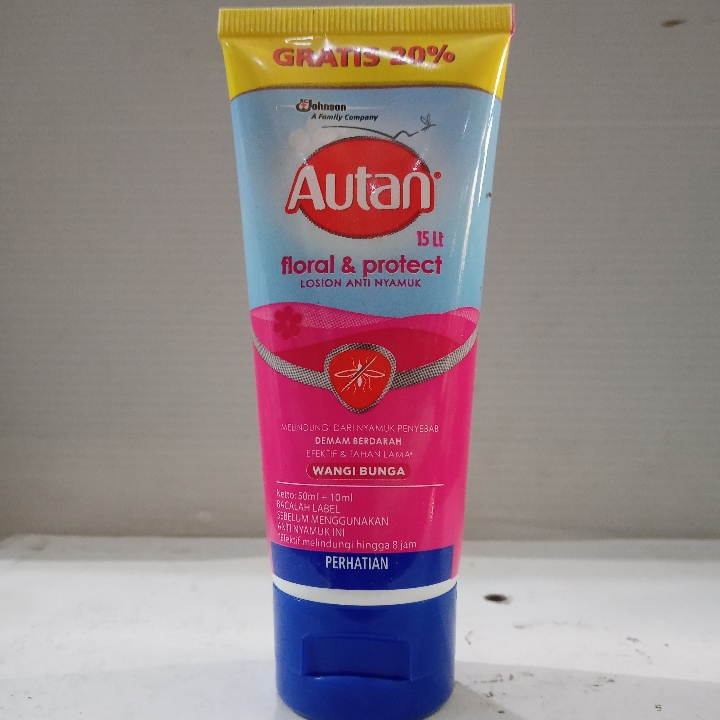 GRATIS 20%
SC Johnson
A Family Company
Autan®
15 Lt
floral & protect
LOSION ANTI NYAMUK
MELINDUNGI DARI NYAMUK PENYEBAB
DEMAM BERDARAH
EFEKTIF & TAHAN LAMA*
WANGI BUNGA
Netto: 50ml + 10ml
BACALAH LABEL
SEBELUM MENGGUNAKAN
ANTI NYAMUK INI
*efektif melindungi hingga 8 jam
PERHATIAN